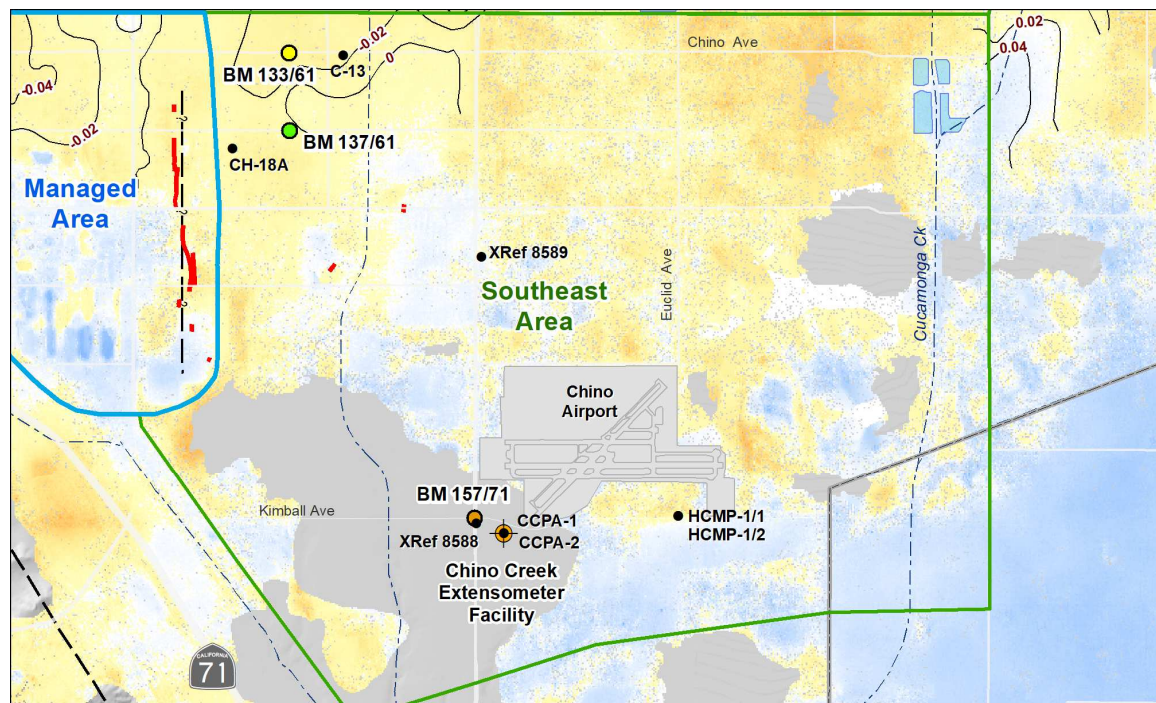 0.02
-0.02
Chino Ave
0.04
0
BM 133/61
C-13
-0.04
?
-0.02
BM 137/61
CH-18A
Managed
Area
?
Cucamonga Ck
XRef 8589
Euclid Ave
Southeast
Area
?
Chino
Airport
BM 157/71
Kimball Ave
CCPA-1
HCMP-1/1
XRef 8588
CCPA-2
HCMP-1/2
Chino Creek
Extensometer
Facility
CALIFORNIA
71